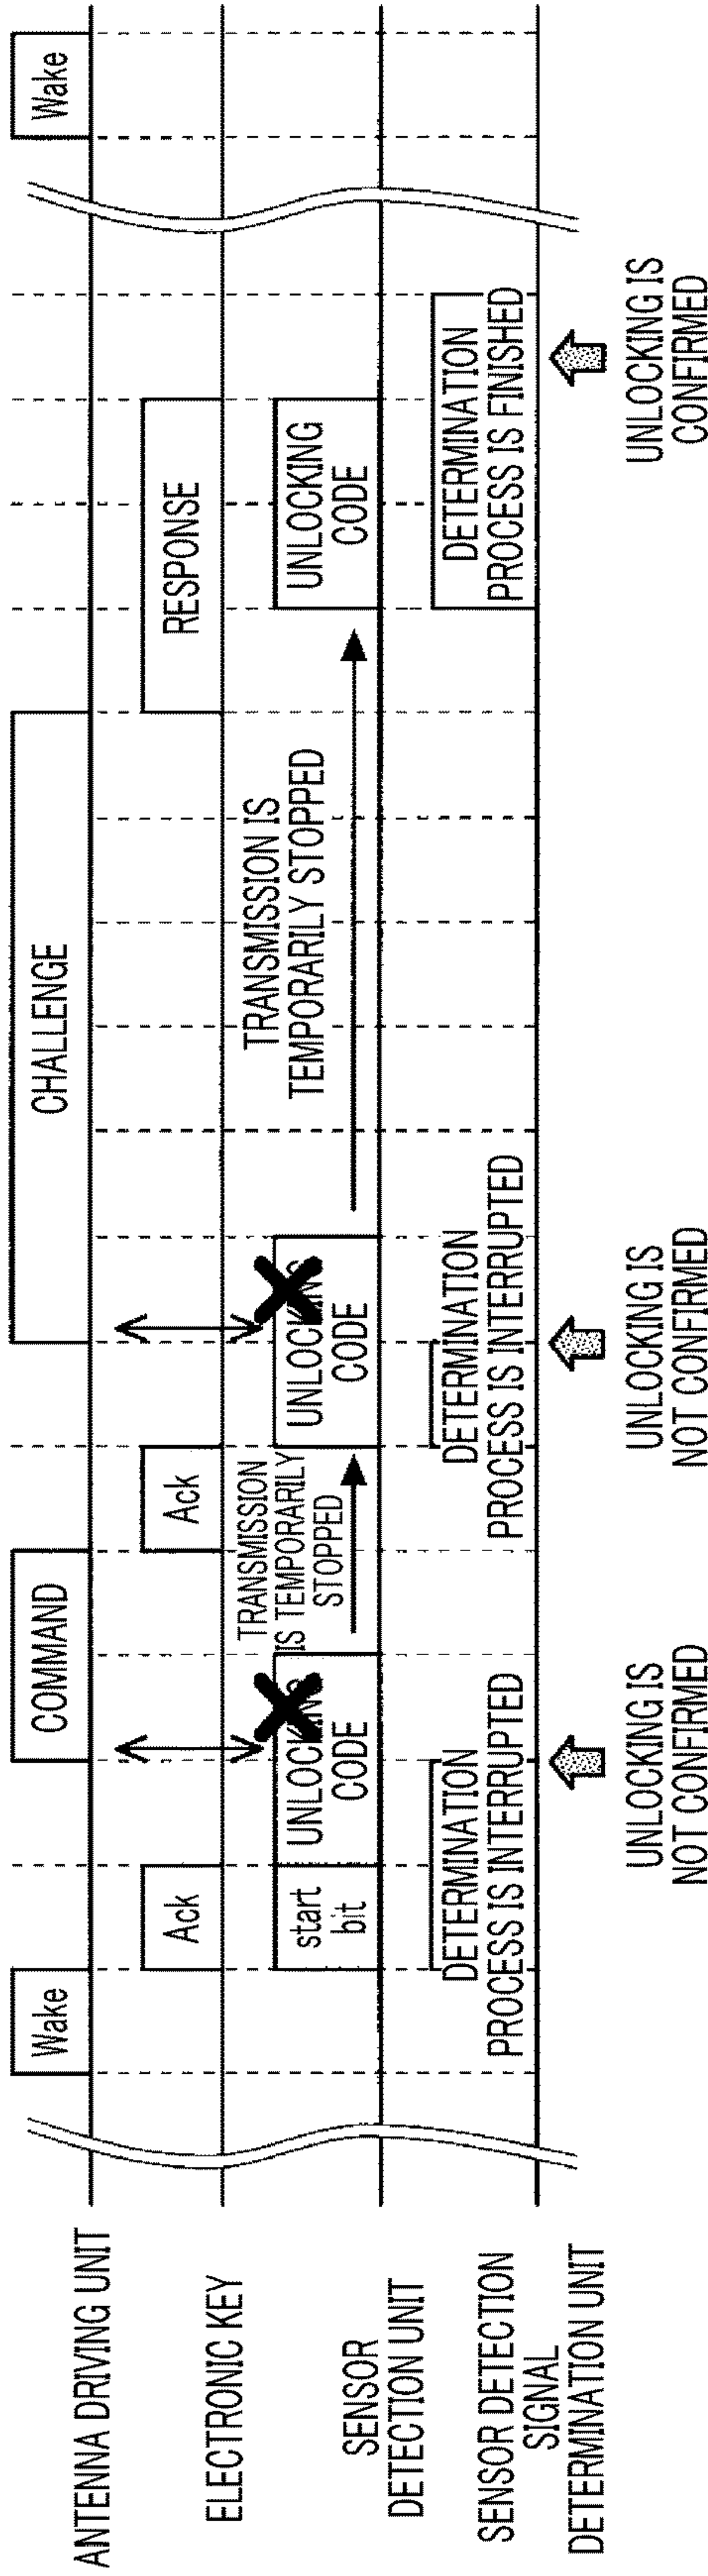 ANTENNA DRIVING UNIT
Wake
COMMAND
CHALLENGE
Wake
ELECTRONIC KEY
Ack
Ack
RESPONSE
SENSOR
DETECTION UNIT
start
bit
UNLOCKING
CODE
TRANSMISSION
IS TEMPORARILY
STOPPED
UNLOCKING
CODE
TRANSMISSION IS
TEMPORARILY STOPPED
UNLOCKING
CODE
SENSOR DETECTION
SIGNAL
DETERMINATION UNIT
DETERMINATION
PROCESS IS INTERRUPTED
DETERMINATION
PROCESS IS INTERRUPTED
DETERMINATION
PROCESS IS FINISHED
UNLOCKING IS
NOT CONFIRMED
UNLOCKING IS
NOT CONFIRMED
UNLOCKING IS
CONFIRMED